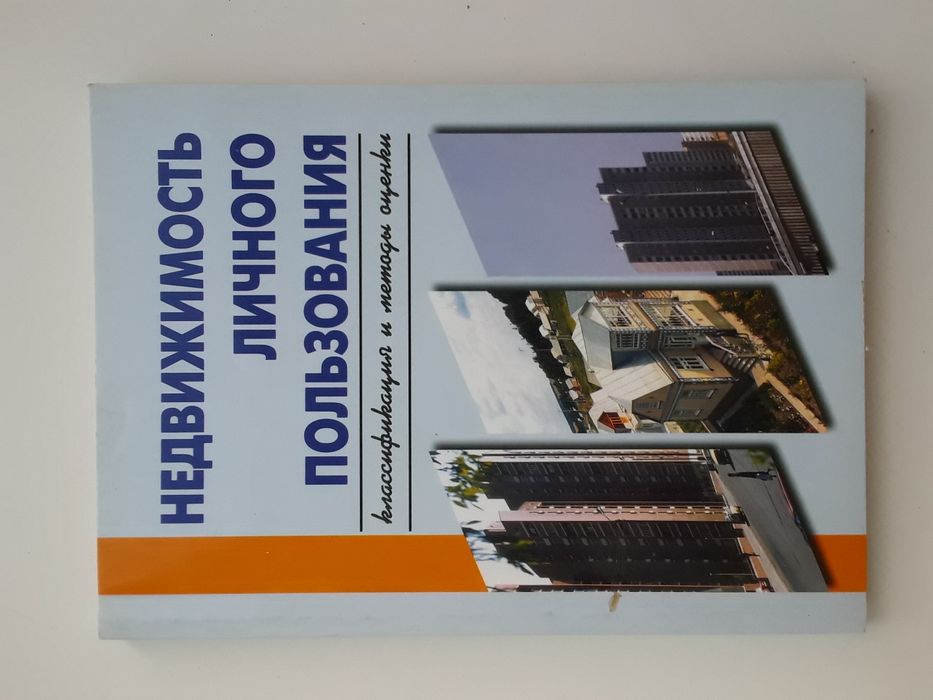 НЕДВИЖИМОСТЬ
ЛИЧНОГО
ПОЛЬЗОВАНИЯ
классификация и методы оценки